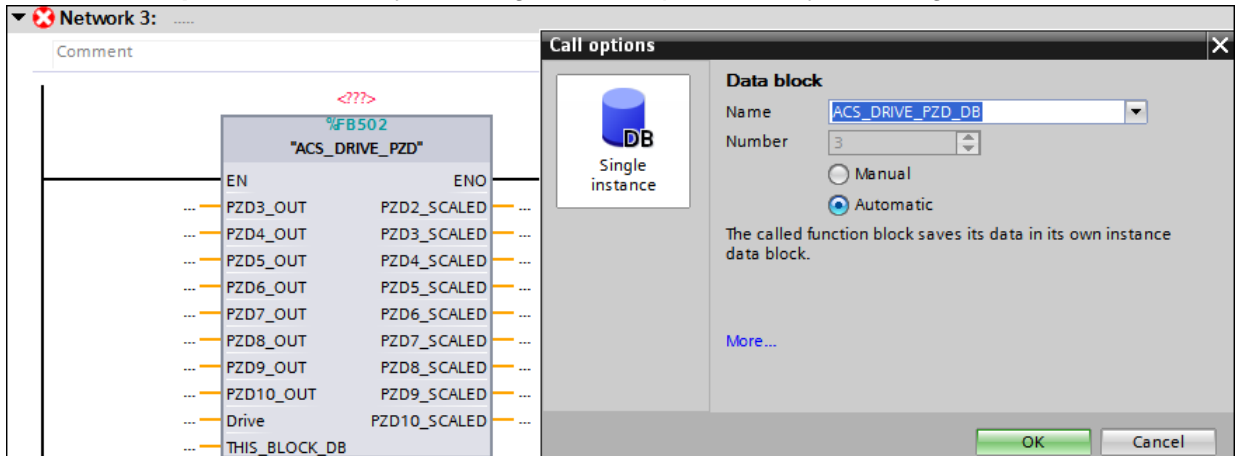 Network 3: .....
Comment
<???>
%FB502
"ACS_DRIVE_PZD"
EN ENO
... PZD3_OUT PZD2_SCALED ...
... PZD4_OUT PZD3_SCALED ...
... PZD5_OUT PZD4_SCALED ...
... PZD6_OUT PZD5_SCALED ...
... PZD7_OUT PZD6_SCALED ...
... PZD8_OUT PZD7_SCALED ...
... PZD9_OUT PZD8_SCALED ...
... PZD10_OUT PZD9_SCALED ...
... Drive PZD10_SCALED ...
... THIS_BLOCK_DB
Call options
DB
Single
instance
Data block
Name ACS_DRIVE_PZD_DB
Number 3
Manual
Automatic
The called function block saves its data in its own instance
data block.
More...
OK Cancel